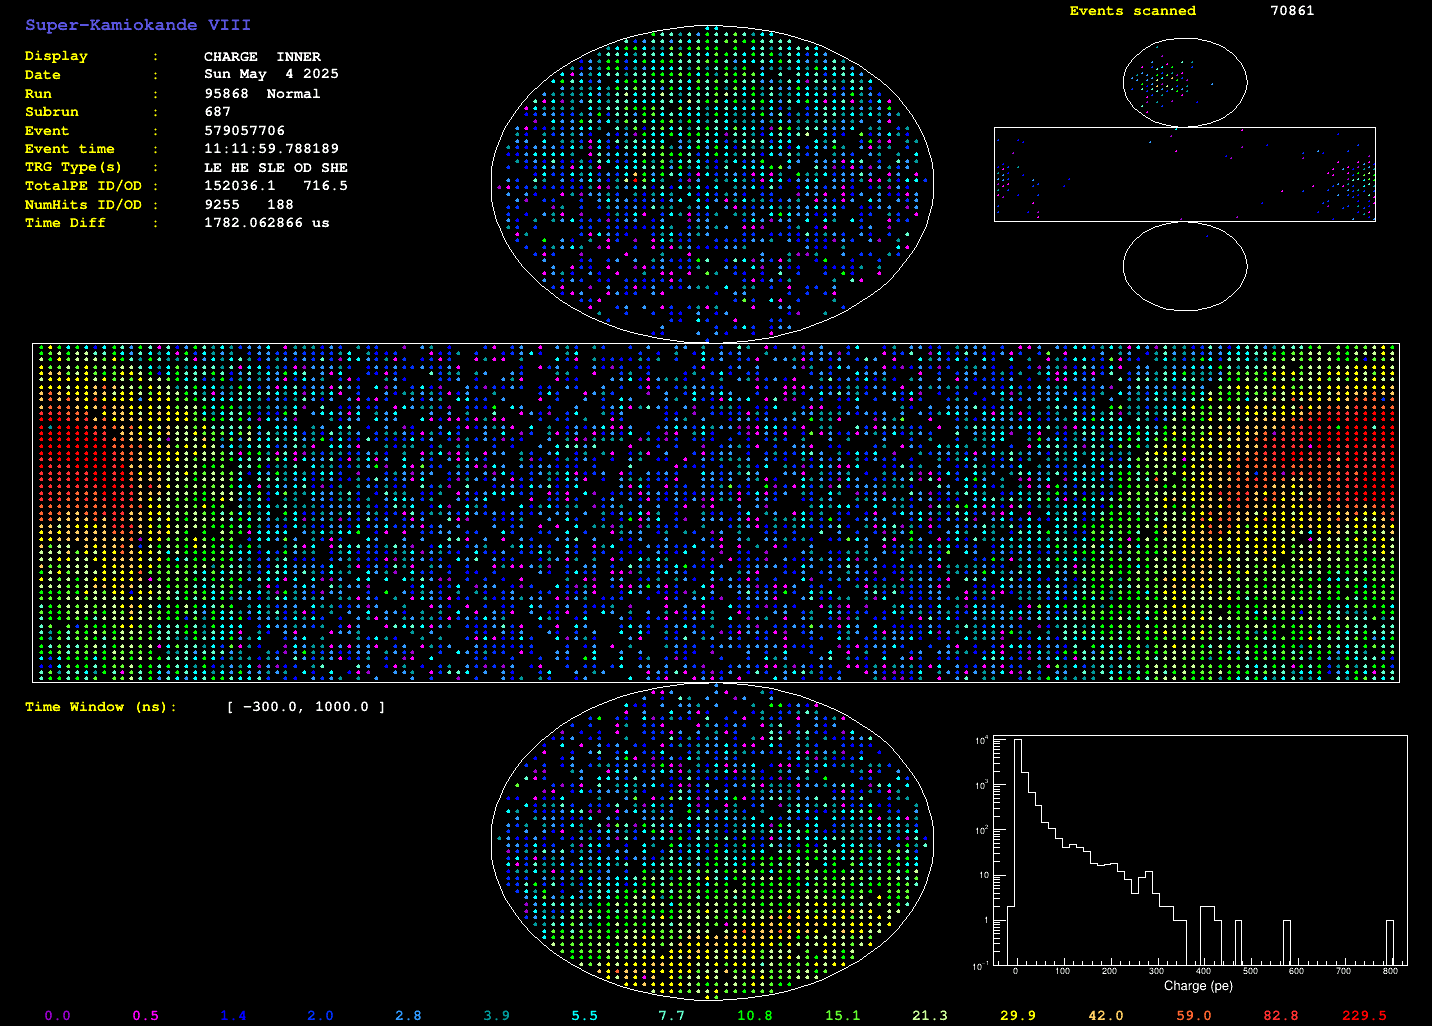 Super-Kamiokande VIII
Events scanned 70861
Display : CHARGE INNER
Date : Sun May 4 2025
Run : 95868 Normal
Subrun : 687
Event : 579057706
Event time : 11:11:59.788189
TRG Type(s) : LE HE SLE OD SHE
TotalPE ID/OD : 152036.1 716.5
NumHits ID/OD : 9255 188
Time Diff : 1782.062866 us
Time Window (ns): [ -300.0, 1000.0 ]
10^4
10^3
10^2
10
1
10^-1
0 100 200 300 400 500 600 700 800
Charge (pe)
0.0 0.5 1.4 2.0 2.8 3.9 5.5 7.7 10.8 15.1 21.3 29.9 42.0 59.0 82.8 229.5